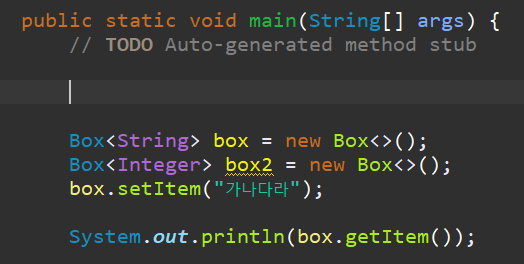 public static void main(String[] args) {
// TODO Auto-generated method stub
Box<String> box = new Box<>();
Box<Integer> box2 = new Box<>();
box.setItem("가나다라");
System.out.println(box.getItem());